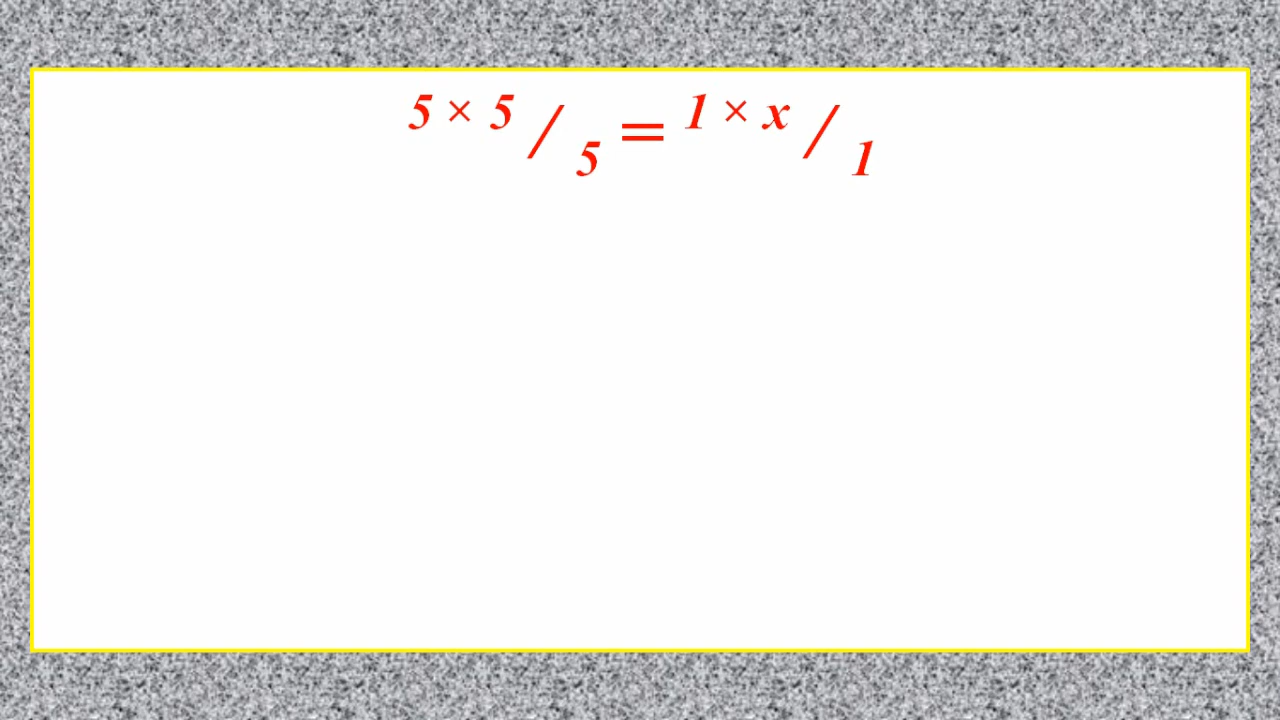 5 × 5 / 5 = 1 × x / 1